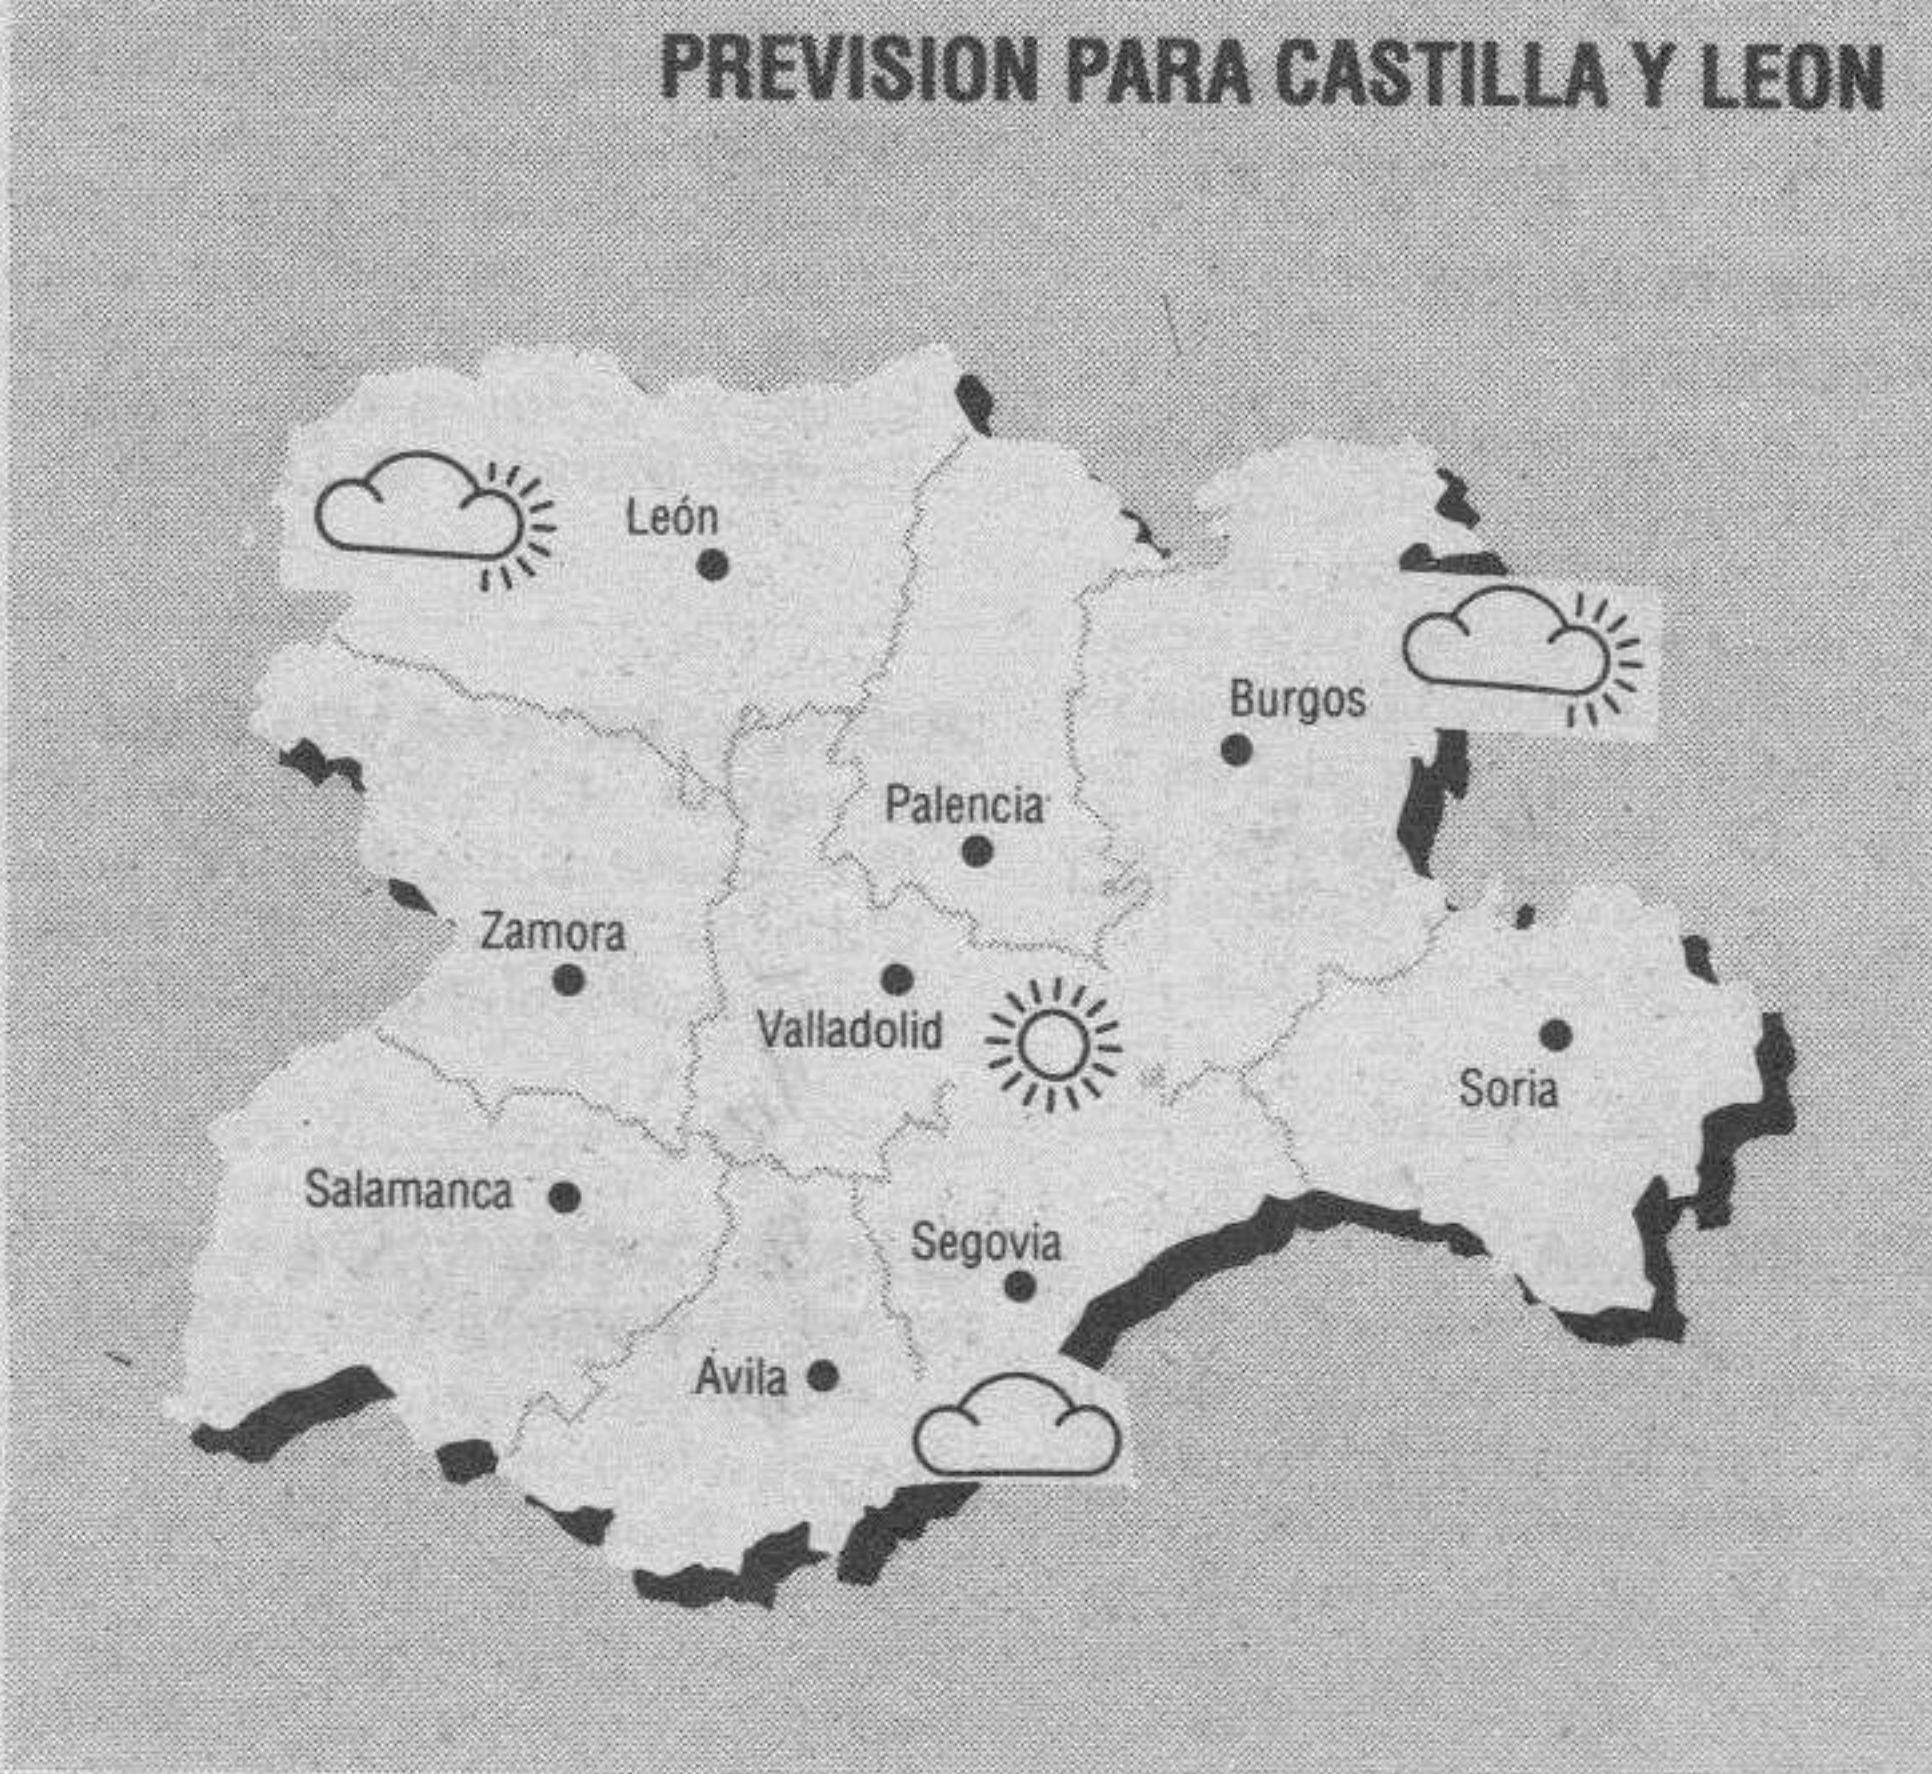 PREVISION PARA CASTILLA Y LEON
León
Burgos
Palencia
Zamora
Valladolid
Soria
Salamanca
Segovia
Ávila